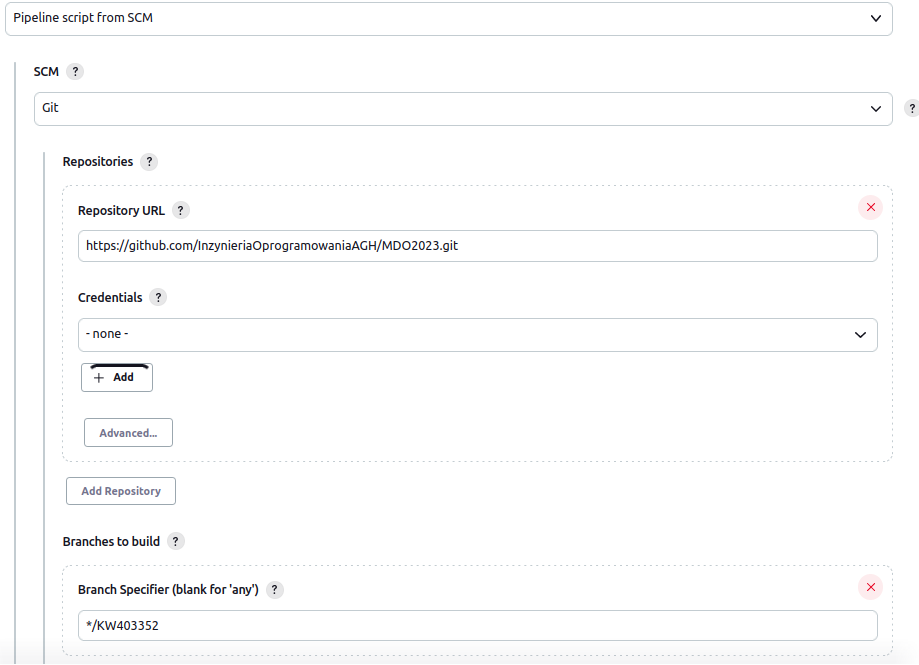 Pipeline script from SCM
SCM ?
Git
?
Repositories ?
Repository URL ?
https://github.com/InzynieriaOprogramowaniaAGH/MDO2023.git
Credentials ?
- none -
+ Add
Advanced...
Add Repository
Branches to build ?
Branch Specifier (blank for 'any') ?
*/KW403352